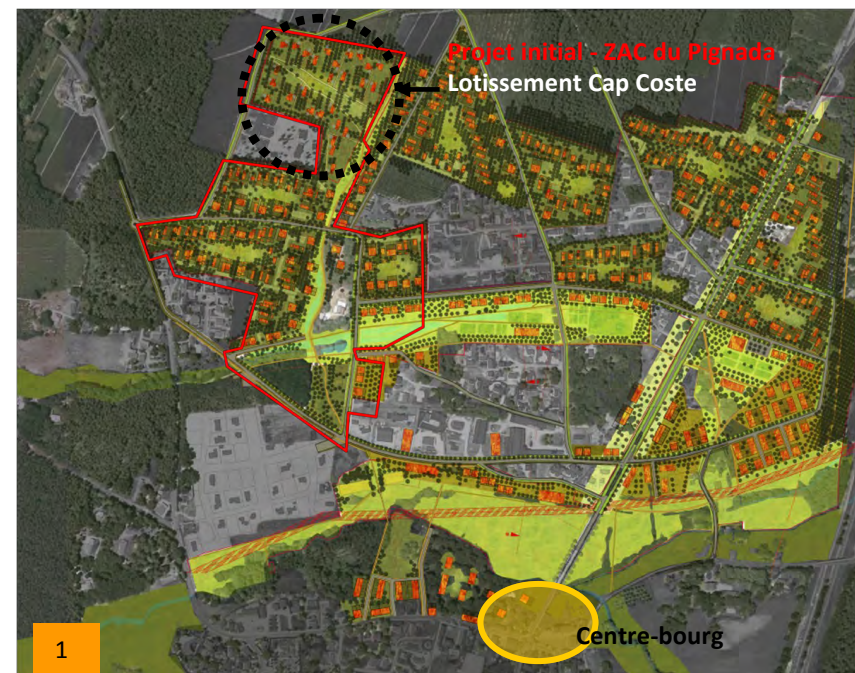 Projet initial - ZAC du Pignada
Lotissement Cap Coste
Centre-bourg
1